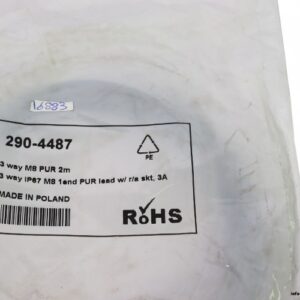 16893
290-4487
3 way M8 PUR 2m
3 way IP67 M8 1end PUR lead w/ r/a skt, 3A
MADE IN POLAND
PE
RoHS